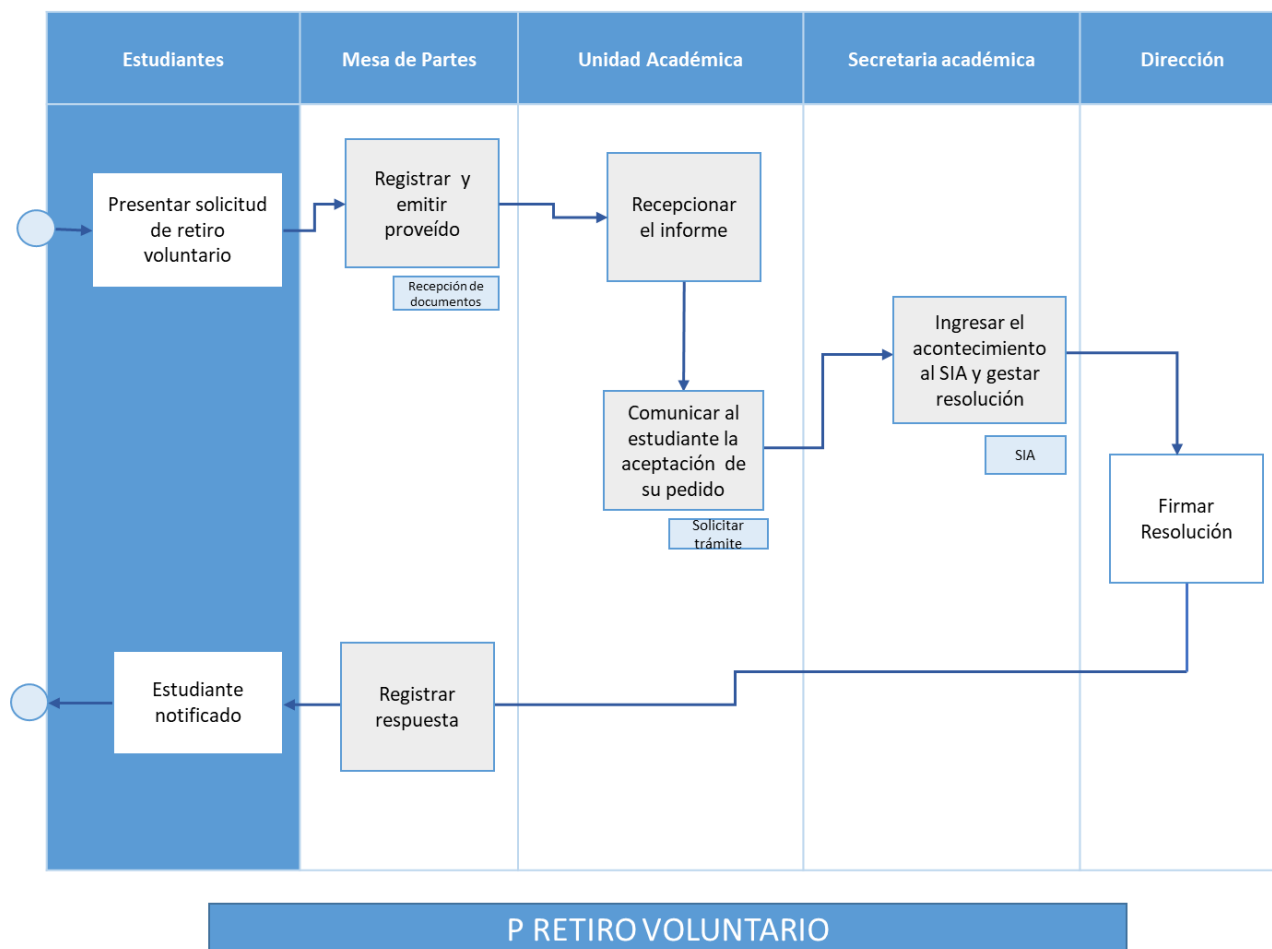 Estudiantes
Mesa de Partes
Unidad Académica
Secretaria académica
Dirección
Presentar solicitud
de retiro
voluntario
Registrar y
emitir
proveído
Recepción de
documentos
Recepcionar
el informe
Comunicar al
estudiante la
aceptación de
su pedido
Solicitar
trámite
Ingresar el
acontecimiento
al SIA y gestar
resolución
SIA
Firmar
Resolución
Registrar
respuesta
Estudiante
notificado
P RETIRO VOLUNTARIO